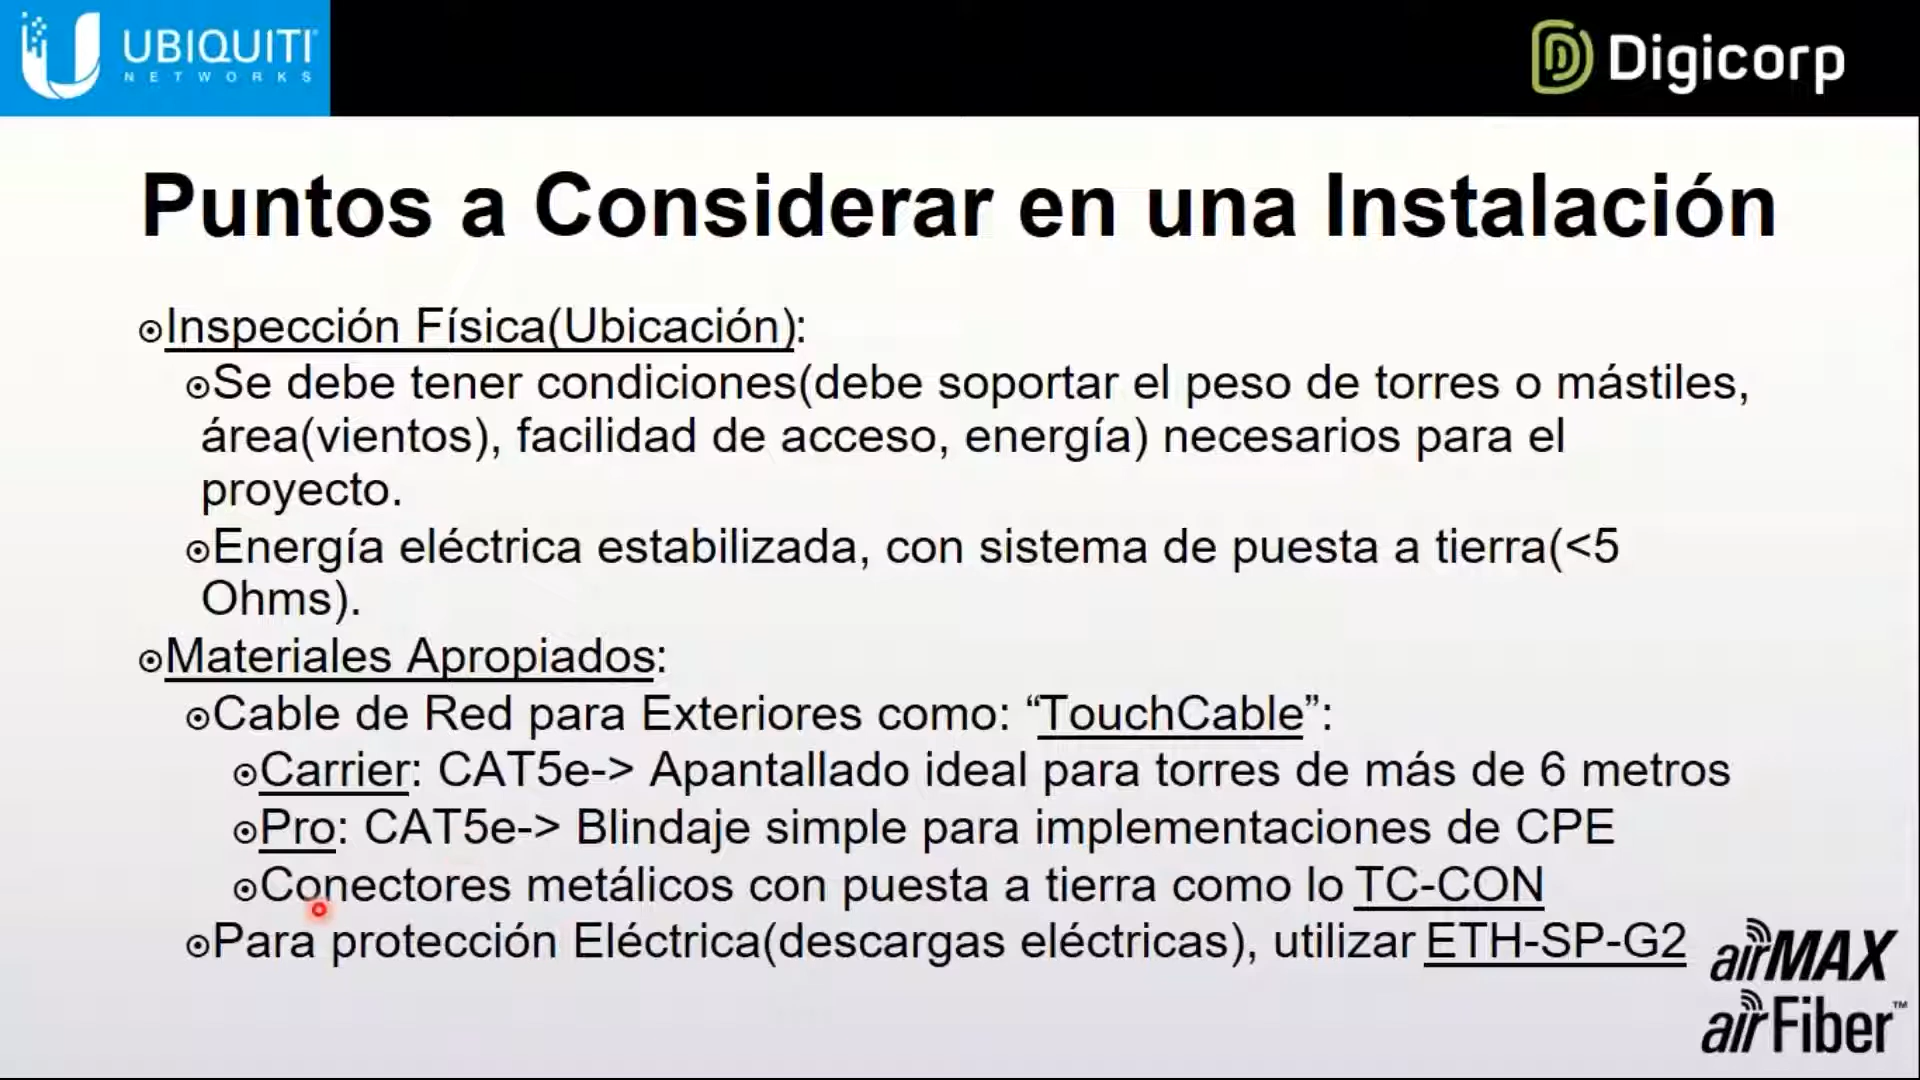 UBIQUITI
NETWORKS
Digicorp
Puntos a Considerar en una Instalación
Inspección Física(Ubicación):
Se debe tener condiciones(debe soportar el peso de torres o mástiles,
área(vientos), facilidad de acceso, energía) necesarios para el
proyecto.
Energía eléctrica estabilizada, con sistema de puesta a tierra(<5
Ohms).
Materiales Apropiados:
Cable de Red para Exteriores como: “TouchCable”:
Carrier: CAT5e-> Apantallado ideal para torres de más de 6 metros
Pro: CAT5e-> Blindaje simple para implementaciones de CPE
Conectores metálicos con puesta a tierra como lo TC-CON
Para protección Eléctrica(descargas eléctricas), utilizar ETH-SP-G2
airMAX
airFiber™